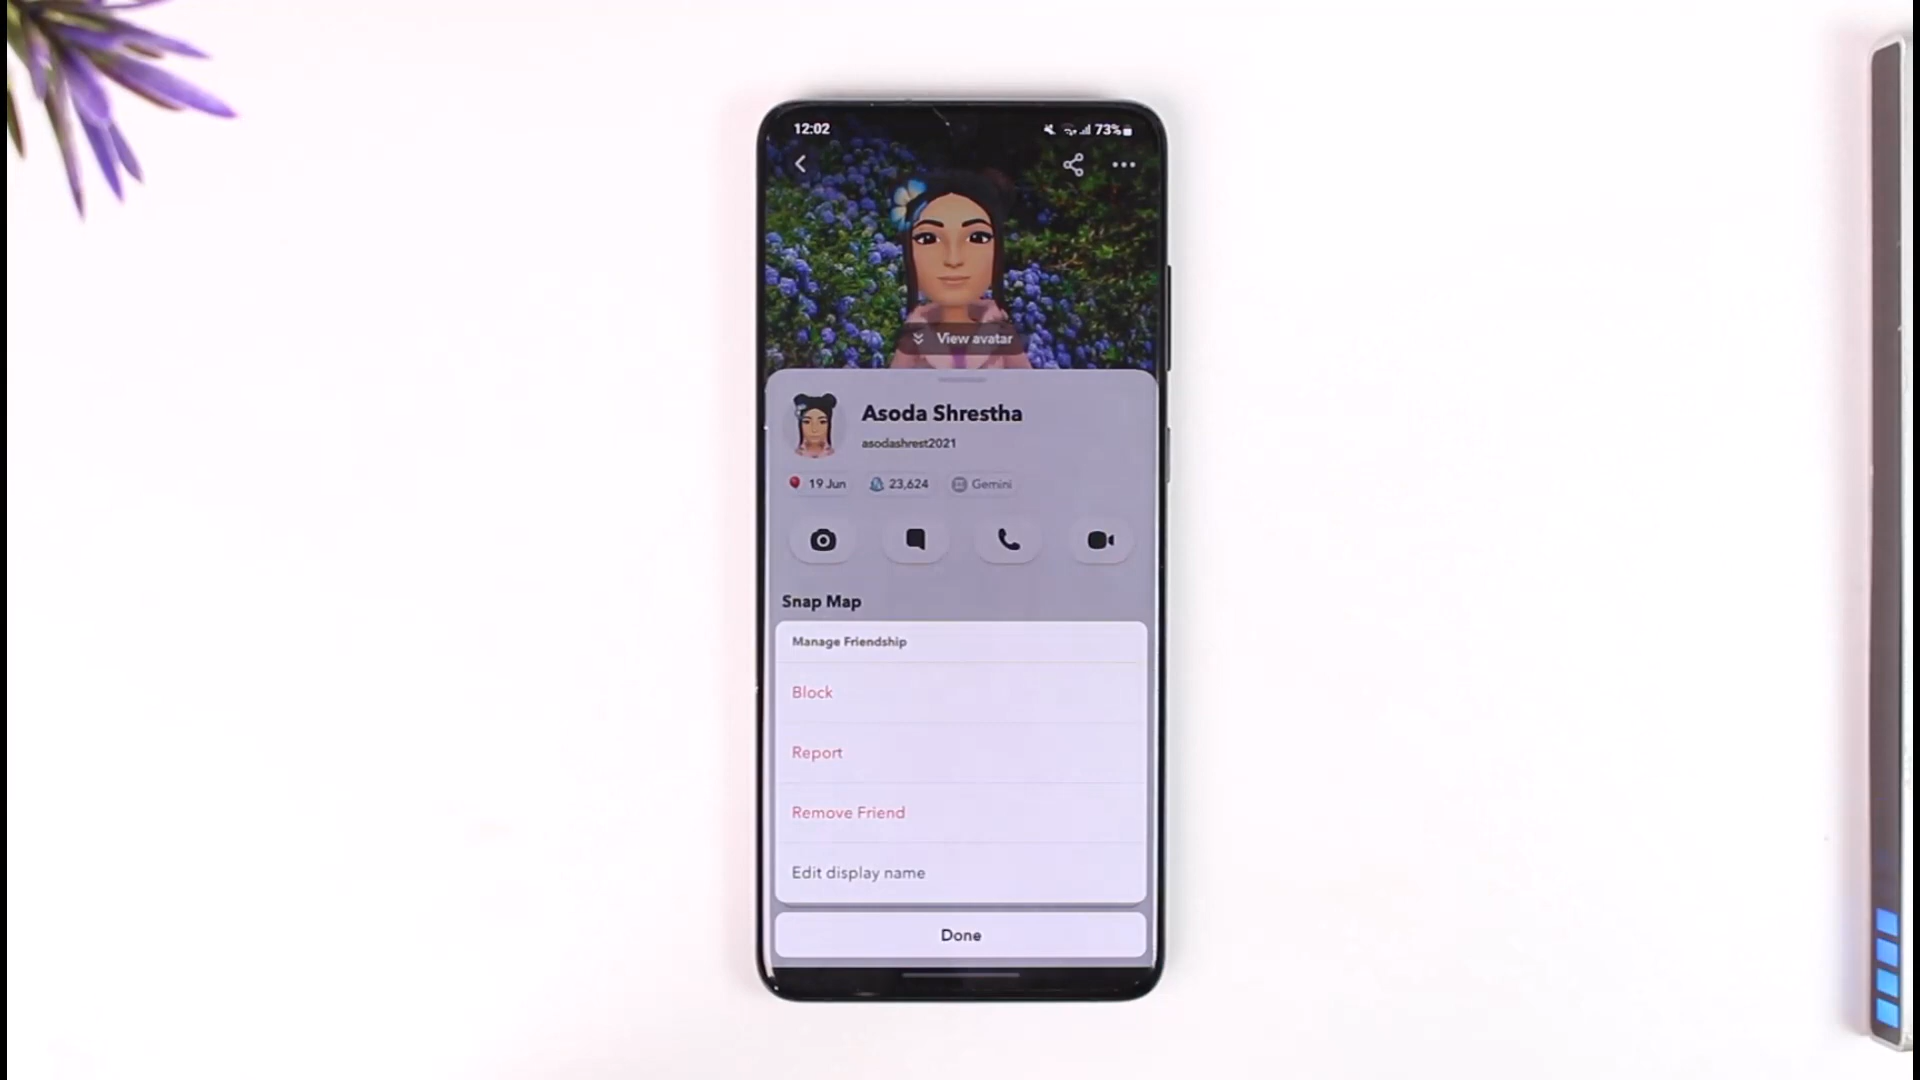 12:02
73%
View avatar
Asoda Shrestha
asodashrest2021
19 Jun
23,624
Gemini
Snap Map
Manage Friendship
Block
Report
Remove Friend
Edit display name
Done